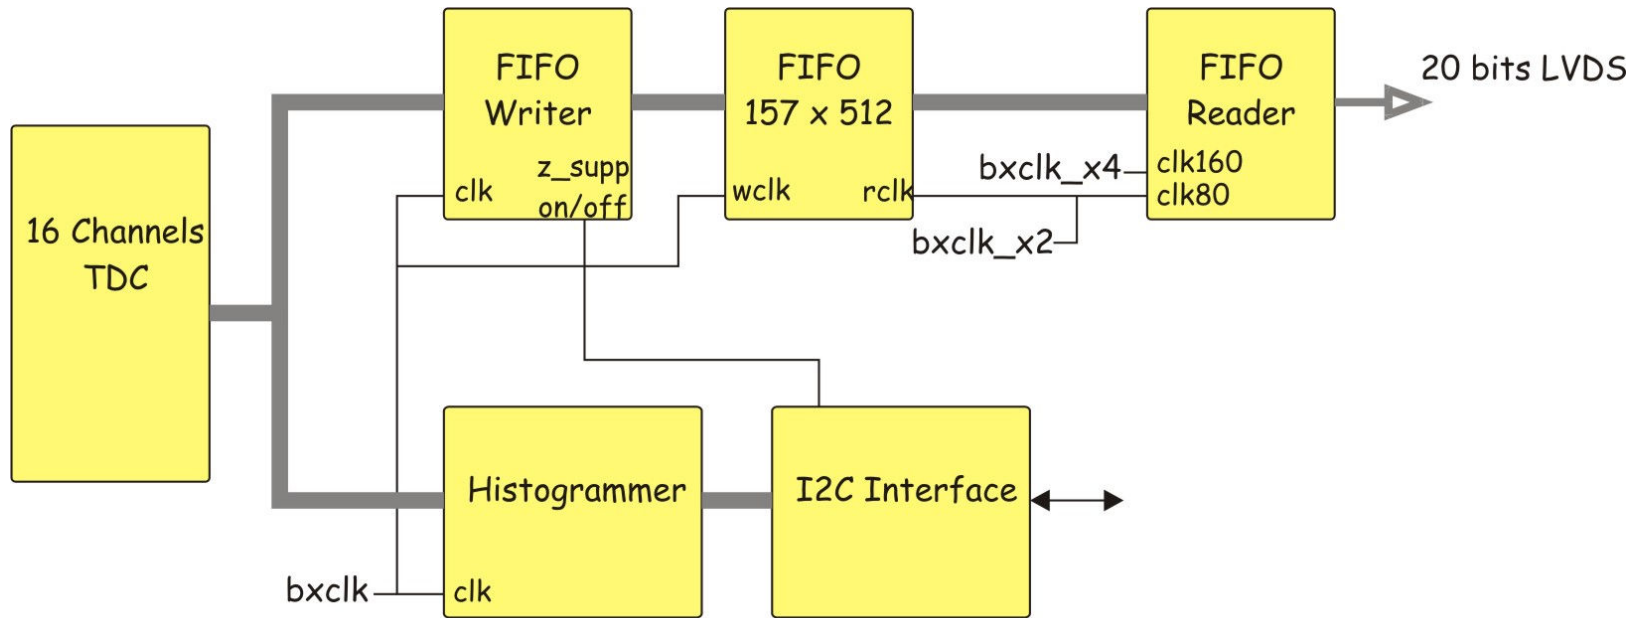 FIFO
Writer
z_supp
on/off
clk
FIFO
157 x 512
wclk
rclk
FIFO
Reader
clk160
clk80
20 bits LVDS
bxclk_x4
bxclk_x2
16 Channels
TDC
Histogrammer
clk
I2C Interface
bxclk